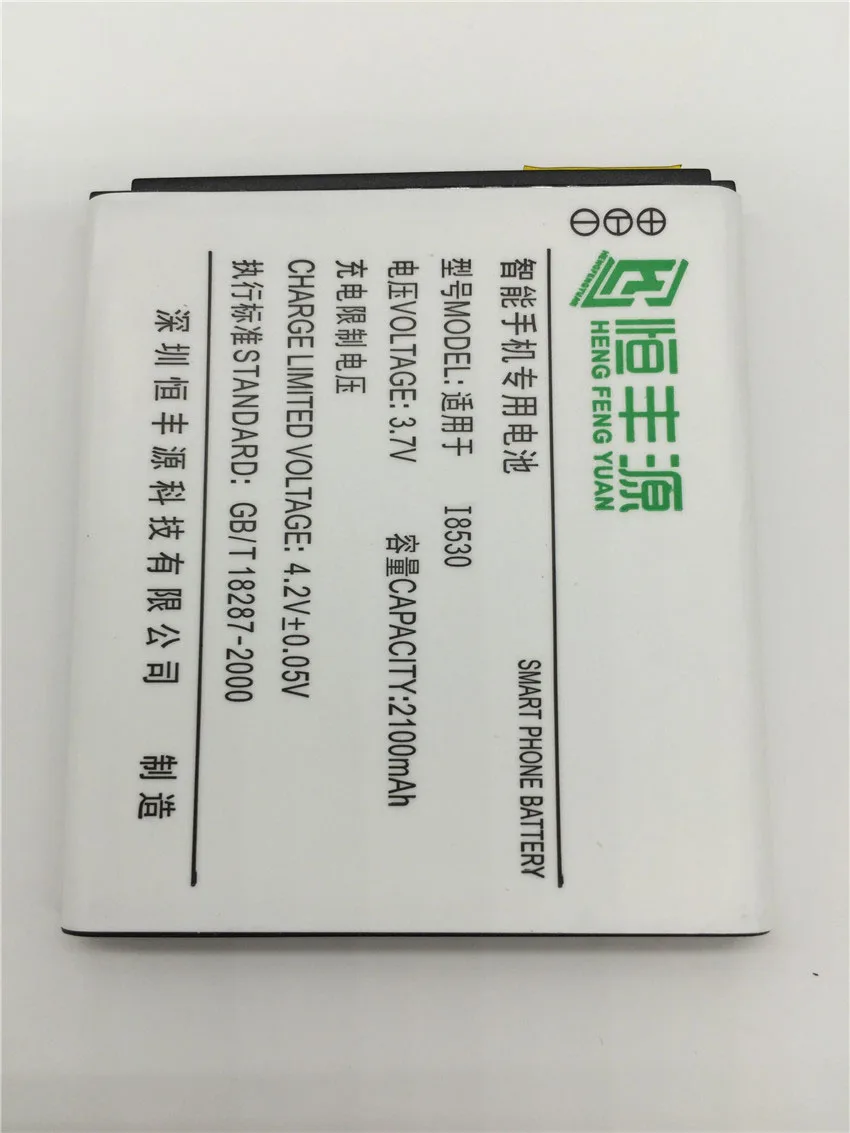 恒丰源
HENG FENG YUAN
HENGFENGYUAN
智能手机专用电池 SMART PHONE BATTERY
型号MODEL:适用于 I8530
电压VOLTAGE: 3.7V 容量CAPACITY:2100mAh
充电限制电压
CHARGE LIMITED VOLTAGE: 4.2V±0.05V
执行标准STANDARD: GB/T 18287-2000
深圳恒丰源科技有限公司 制造